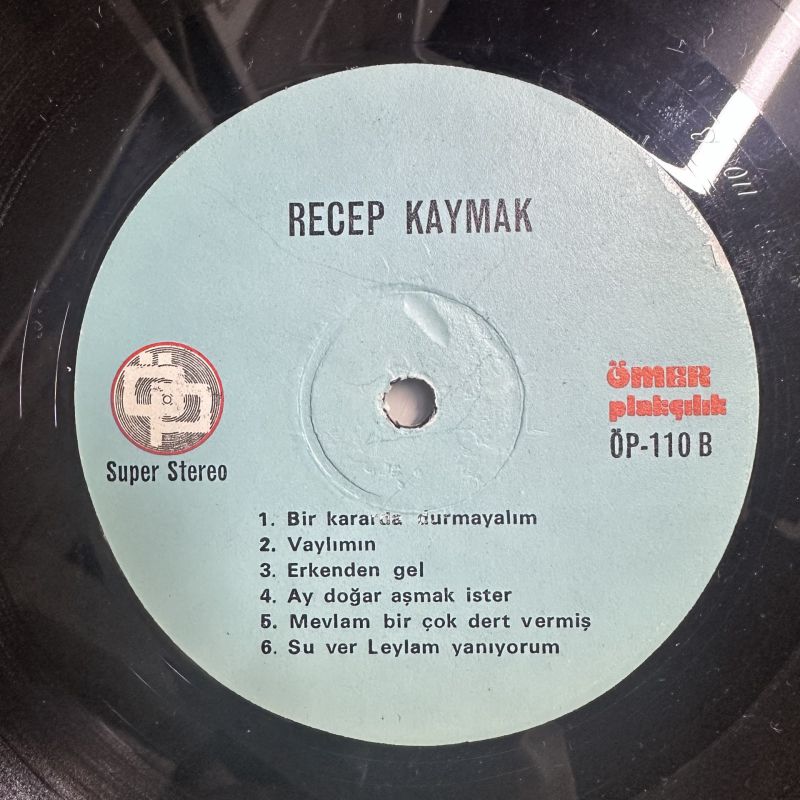 RECEP KAYMAK
ÖMER
plakçılık
ÖP-110 B
ÖP
Super Stereo
1. Bir kararda durmayalım
2. Vaylımın
3. Erkenden gel
4. Ay doğar aşmak ister
5. Mevlam bir çok dert vermiş
6. Su ver Leylam yanıyorum